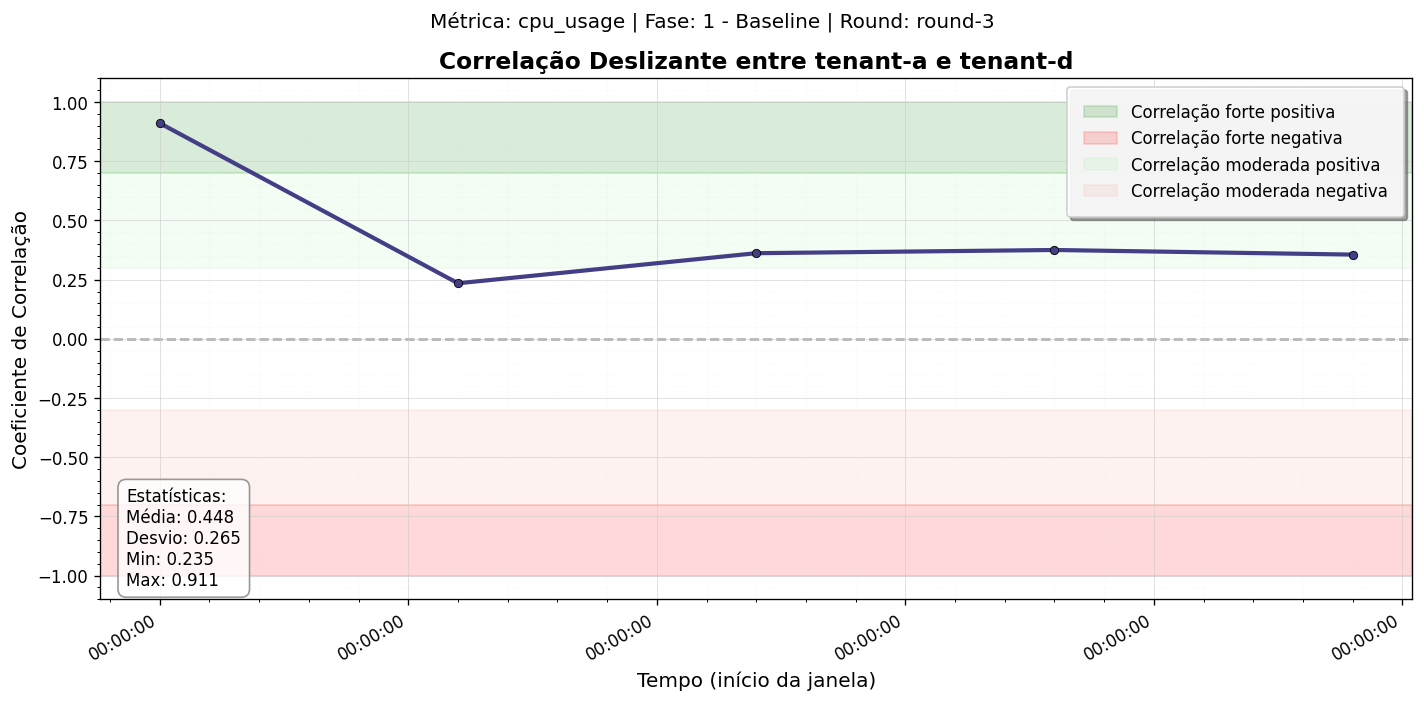 Métrica: cpu_usage | Fase: 1 - Baseline | Round: round-3
Correlação Deslizante entre tenant-a e tenant-d
Coeficiente de Correlação
1.00
0.75
0.50
0.25
0.00
−0.25
−0.50
−0.75
−1.00
Correlação forte positiva
Correlação forte negativa
Correlação moderada positiva
Correlação moderada negativa
Estatísticas:
Média: 0.448
Desvio: 0.265
Min: 0.235
Max: 0.911
00:00:00
00:00:00
00:00:00
00:00:00
00:00:00
00:00:00
Tempo (início da janela)